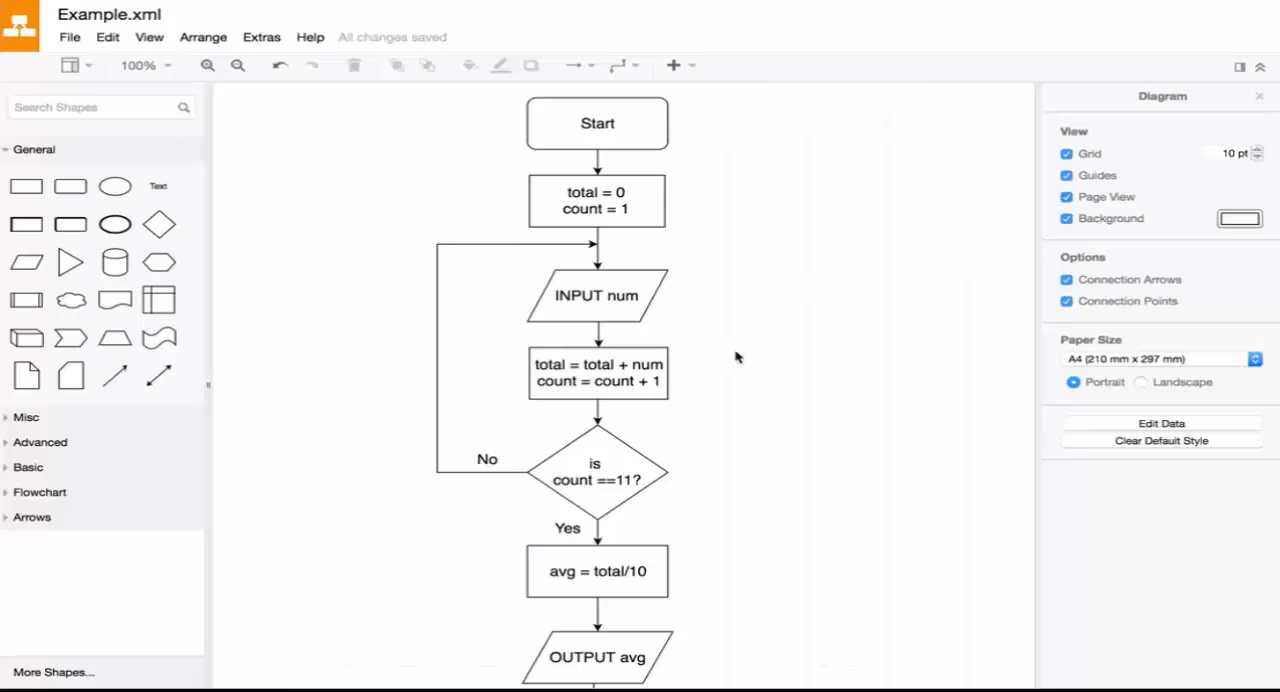 Example.xml
File Edit View Arrange Extras Help All changes saved
100%
Search Shapes
General
Text
Misc
Advanced
Basic
Flowchart
Arrows
More Shapes...
Start
total = 0
count = 1
INPUT num
total = total + num
count = count + 1
No
is
count ==11?
Yes
avg = total/10
OUTPUT avg
Diagram
View
Grid 10 pt
Guides
Page View
Background
Options
Connection Arrows
Connection Points
Paper Size
A4 (210 mm x 297 mm)
Portrait Landscape
Edit Data
Clear Default Style